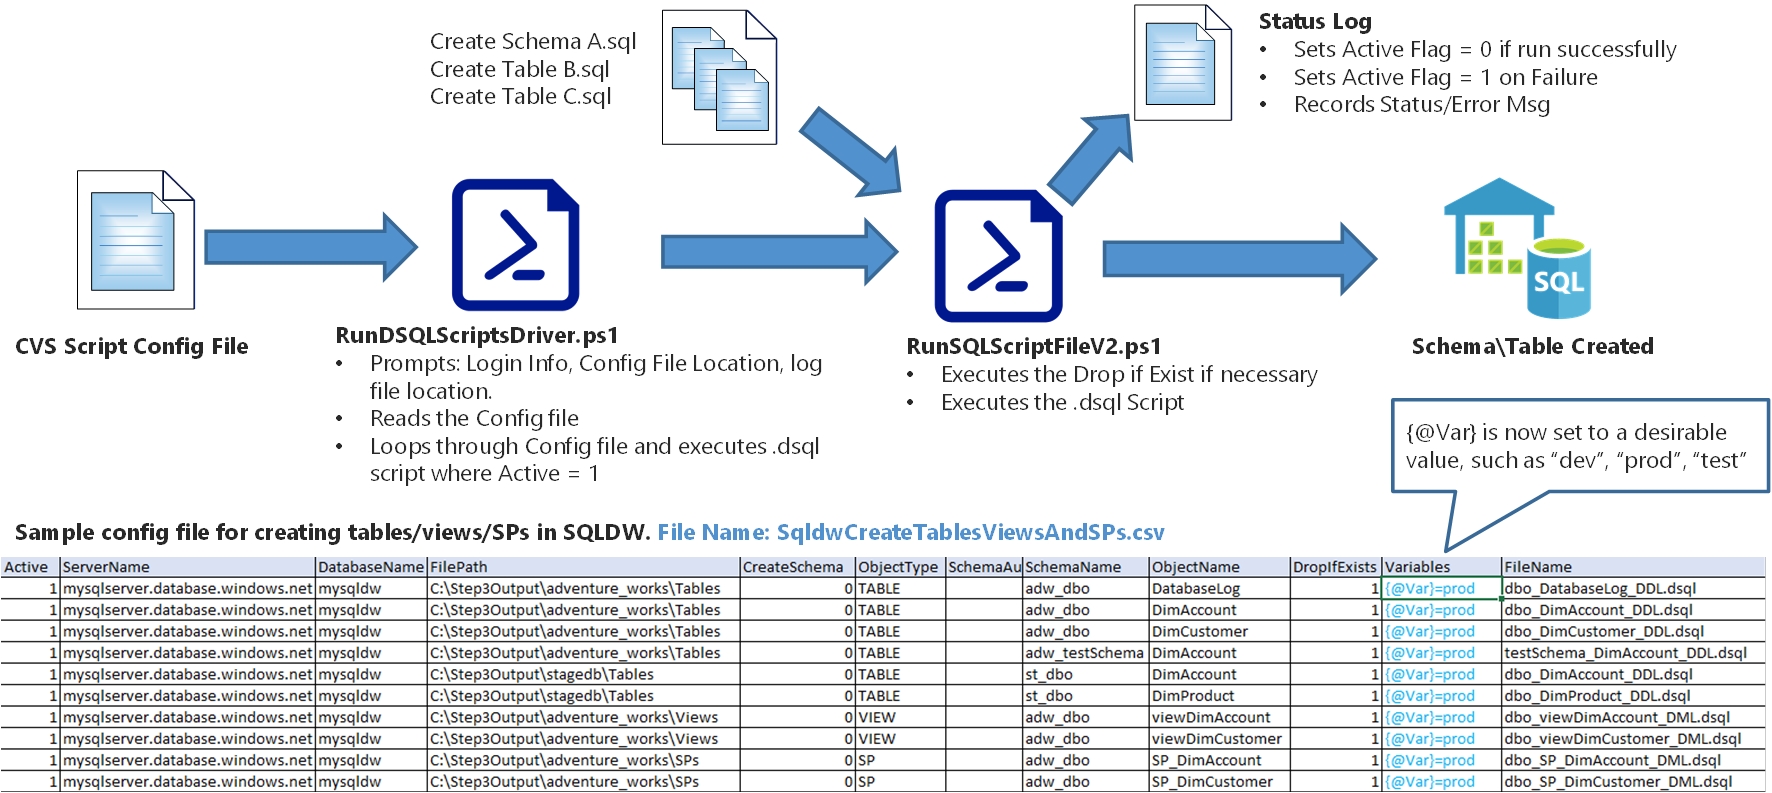 Create Schema A.sql
Create Table B.sql
Create Table C.sql
Status Log
• Sets Active Flag = 0 if run successfully
• Sets Active Flag = 1 on Failure
• Records Status/Error Msg
CVS Script Config File
RunDSQLScriptsDriver.ps1
• Prompts: Login Info, Config File Location, log
file location.
• Reads the Config file
• Loops through Config file and executes .dsql
script where Active = 1
RunSQLScriptFileV2.ps1
• Executes the Drop if Exist if necessary
• Executes the .dsql Script
SQL
Schema\Table Created
{@Var} is now set to a desirable
value, such as “dev”, “prod”, “test”
Sample config file for creating tables/views/SPs in SQLDW. File Name: SqldwCreateTablesViewsAndSPs.csv
Active ServerName DatabaseName FilePath CreateSchema ObjectType SchemaAu SchemaName ObjectName DropIfExists Variables FileName
1 mysqlserver.database.windows.net mysqldw C:\Step3Output\adventure_works\Tables 0 TABLE adw_dbo DatabaseLog 1 {@Var}=prod dbo_DatabaseLog_DDL.dsql
1 mysqlserver.database.windows.net mysqldw C:\Step3Output\adventure_works\Tables 0 TABLE adw_dbo DimAccount 1 {@Var}=prod dbo_DimAccount_DDL.dsql
1 mysqlserver.database.windows.net mysqldw C:\Step3Output\adventure_works\Tables 0 TABLE adw_dbo DimCustomer 1 {@Var}=prod dbo_DimCustomer_DDL.dsql
1 mysqlserver.database.windows.net mysqldw C:\Step3Output\adventure_works\Tables 0 TABLE adw_testSchema DimAccount 1 {@Var}=prod testSchema_DimAccount_DDL.dsql
1 mysqlserver.database.windows.net mysqldw C:\Step3Output\stagedb\Tables 0 TABLE st_dbo DimAccount 1 {@Var}=prod dbo_DimAccount_DDL.dsql
1 mysqlserver.database.windows.net mysqldw C:\Step3Output\stagedb\Tables 0 TABLE st_dbo DimProduct 1 {@Var}=prod dbo_DimProduct_DDL.dsql
1 mysqlserver.database.windows.net mysqldw C:\Step3Output\adventure_works\Views 0 VIEW adw_dbo viewDimAccount 1 {@Var}=prod dbo_viewDimAccount_DML.dsql
1 mysqlserver.database.windows.net mysqldw C:\Step3Output\adventure_works\Views 0 VIEW adw_dbo viewDimCustomer 1 {@Var}=prod dbo_viewDimCustomer_DML.dsql
1 mysqlserver.database.windows.net mysqldw C:\Step3Output\adventure_works\SPs 0 SP adw_dbo SP_DimAccount 1 {@Var}=prod dbo_SP_DimAccount_DML.dsql
1 mysqlserver.database.windows.net mysqldw C:\Step3Output\adventure_works\SPs 0 SP adw_dbo SP_DimCustomer 1 {@Var}=prod dbo_SP_DimCustomer_DML.dsql